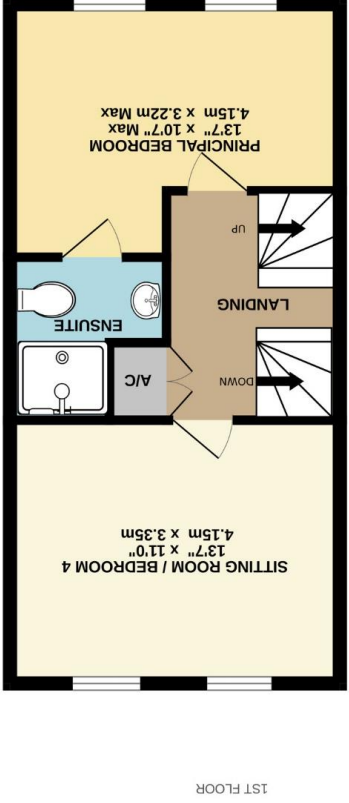 1ST FLOOR
SITTING ROOM / BEDROOM 4
13'7" x 11'0"
4.15m x 3.35m
DOWN
A/C
LANDING
ENSUITE
UP
PRINCIPAL BEDROOM
13'7" x 10'7" Max
4.15m x 3.22m Max